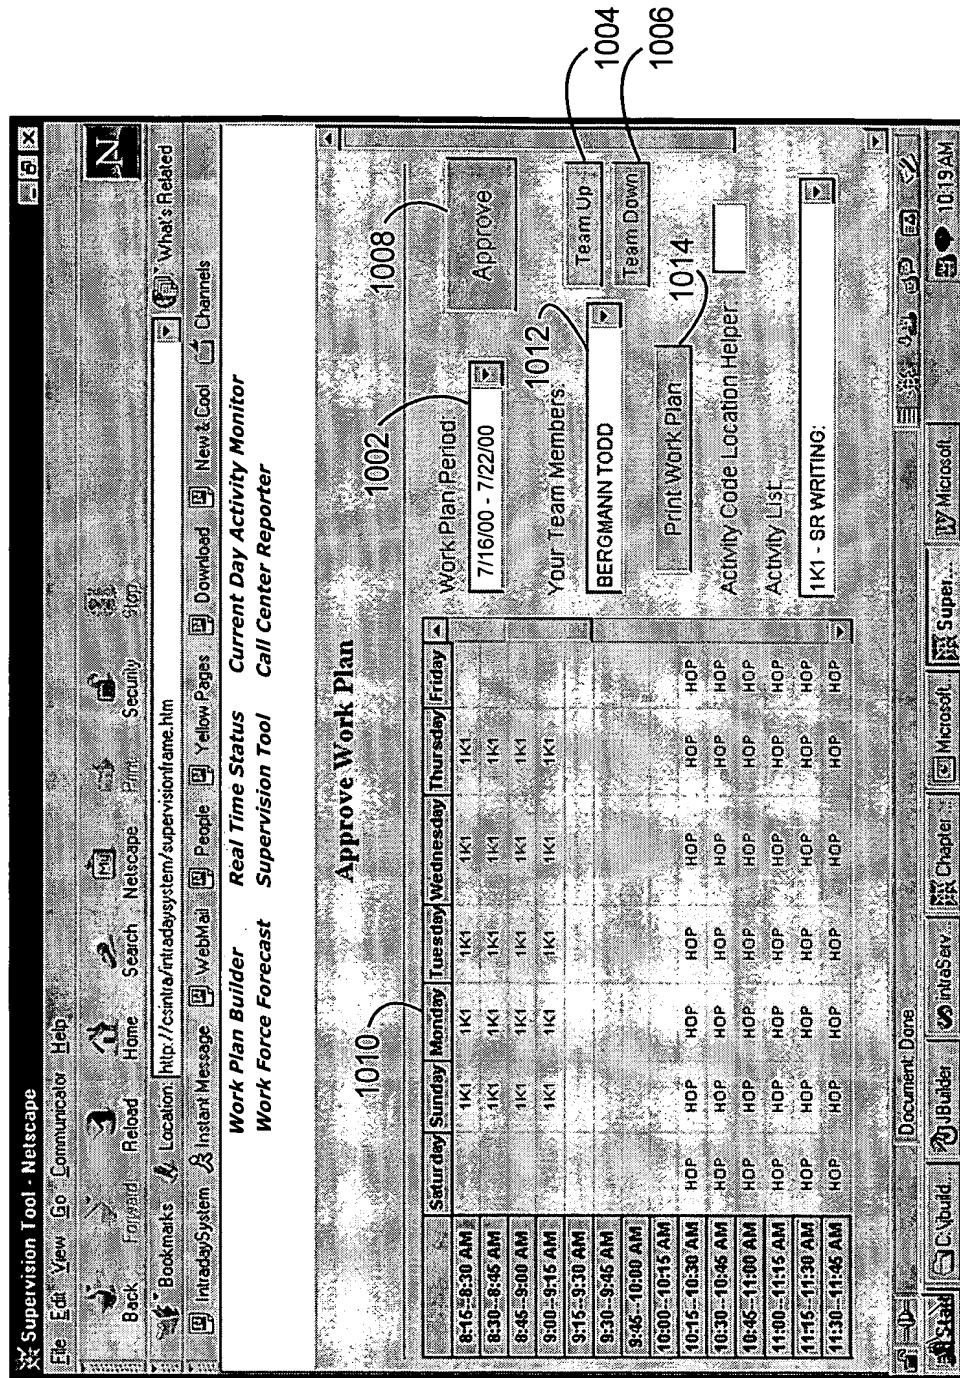 Supervision Tool - Netscape
File Edit View Go Communicator Help
Back Forward Reload Home Search Netscape Print Security Stop
Bookmarks Location: http://csintra/intradaysystem/supervisionframe.htm What's Related
IntradaySystem Instant Message WebMail People Yellow Pages Download New & Cool Channels
Work Plan Builder Real Time Status Current Day Activity Monitor
Work Force Forecast Supervision Tool Call Center Reporter
Approve Work Plan
1010
1002
1008
Saturday Sunday Monday Tuesday Wednesday Thursday Friday
8:15--8:30 AM 1K1 1K1 1K1 1K1 1K1
8:30--8:45 AM 1K1 1K1 1K1 1K1 1K1
8:45--9:00 AM 1K1 1K1 1K1 1K1 1K1
9:00--9:15 AM 1K1 1K1 1K1 1K1 1K1
9:15--9:30 AM
9:30--9:45 AM
9:45--10:00 AM
10:00--10:15 AM
10:15--10:30 AM HOP HOP HOP HOP HOP HOP HOP
10:30--10:45 AM HOP HOP HOP HOP HOP HOP HOP
10:45--11:00 AM HOP HOP HOP HOP HOP HOP HOP
11:00--11:15 AM HOP HOP HOP HOP HOP HOP HOP
11:15--11:30 AM HOP HOP HOP HOP HOP HOP HOP
11:30--11:45 AM HOP HOP HOP HOP HOP HOP HOP
Work Plan Period:
7/16/00 - 7/22/00
Approve
1012
Your Team Members:
BERGMANN TODD
Team Up
1004
Team Down
1006
Print Work Plan
1014
Activity Code Location Helper:
Activity List:
1K1 - SR WRITING:
Document: Done
Start C:\build... JBuilder intraServ... Chapter... Microsoft... Super... Microsoft... 10:19 AM